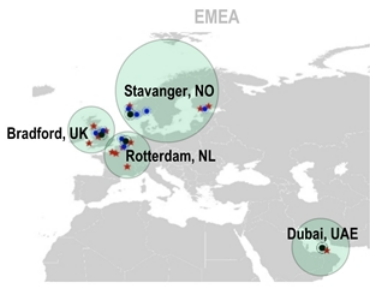 EMEA
Stavanger, NO
Bradford, UK
Rotterdam, NL
Dubai, UAE